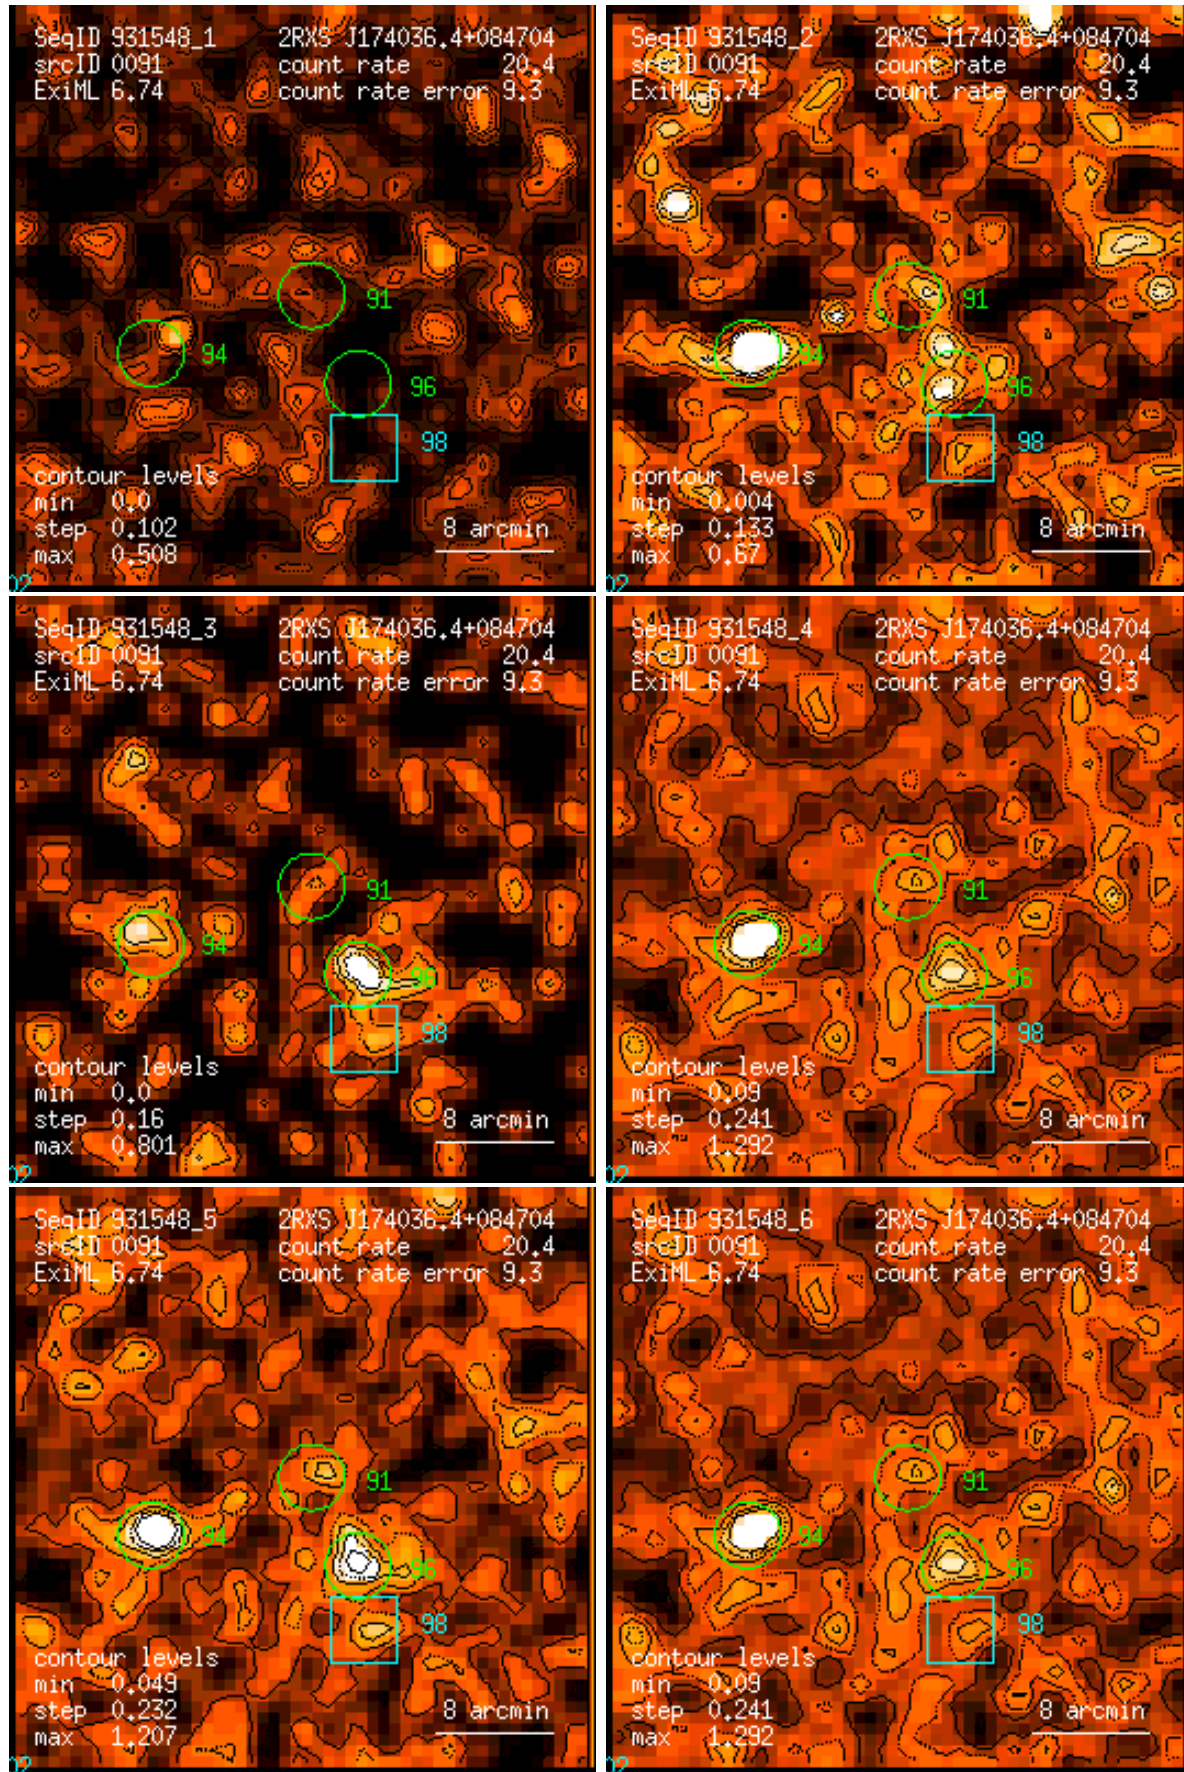 SeqID 931548_1 2RXS J174036.4+084704
srcID 0091 count rate 20.4
ExiML 6.74 count rate error 9.3
91
94
96
98
contour levels
min 0.0
step 0.102 8 arcmin
max 0.508
02
SeqID 931548_2 2RXS J174036.4+084704
srcID 0091 count rate 20.4
ExiML 6.74 count rate error 9.3
91
94
96
98
contour levels
min 0.004
step 0.133 8 arcmin
max 0.67
02
SeqID 931548_3 2RXS J174036.4+084704
srcID 0091 count rate 20.4
ExiML 6.74 count rate error 9.3
91
94
96
98
contour levels
min 0.0
step 0.16 8 arcmin
max 0.801
02
SeqID 931548_4 2RXS J174036.4+084704
srcID 0091 count rate 20.4
ExiML 6.74 count rate error 9.3
91
94
96
98
contour levels
min 0.09
step 0.241 8 arcmin
max 1.292
02
SeqID 931548_5 2RXS J174036.4+084704
srcID 0091 count rate 20.4
ExiML 6.74 count rate error 9.3
91
94
96
98
contour levels
min 0.049
step 0.232 8 arcmin
max 1.207
02
SeqID 931548_6 2RXS J174036.4+084704
srcID 0091 count rate 20.4
ExiML 6.74 count rate error 9.3
91
94
96
98
contour levels
min 0.09
step 0.241 8 arcmin
max 1.292
02